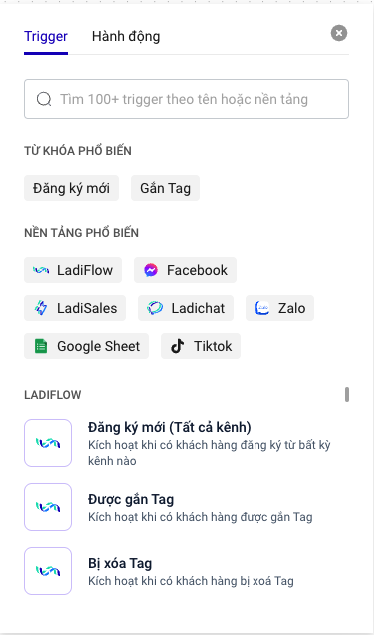 Trigger Hành động
Tìm 100+ trigger theo tên hoặc nền tảng
TỪ KHÓA PHỔ BIẾN
Đăng ký mới Gắn Tag
NỀN TẢNG PHỔ BIẾN
LadiFlow Facebook
LadiSales Ladichat Zalo
Google Sheet Tiktok
LADIFLOW
Đăng ký mới (Tất cả kênh)
Kích hoạt khi có khách hàng đăng ký từ bất kỳ
kênh nào
Được gắn Tag
Kích hoạt khi có khách hàng được gắn Tag
Bị xóa Tag
Kích hoạt khi có khách hàng bị xoá Tag